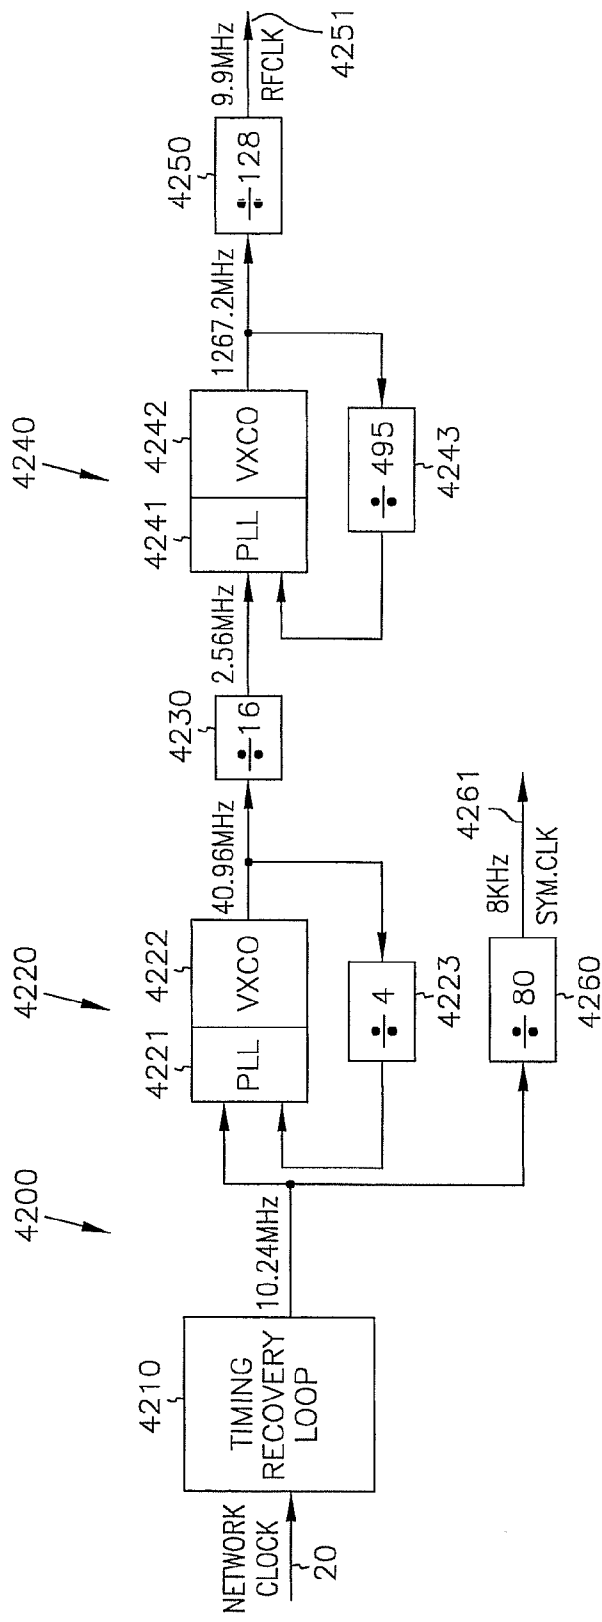 4200
4220
4240
NETWORK
CLOCK
20
4210
TIMING
RECOVERY
LOOP
10.24MHz
4221
4222
PLL
VXCO
÷ 4
4223
40.96MHz
÷ 80
4260
8KHz
SYM.CLK
4261
4230
÷16
2.56MHz
4241
4242
PLL
VXCO
÷ 495
4243
1267.2MHz
4250
÷128
9.9MHz
RFCLK
4251